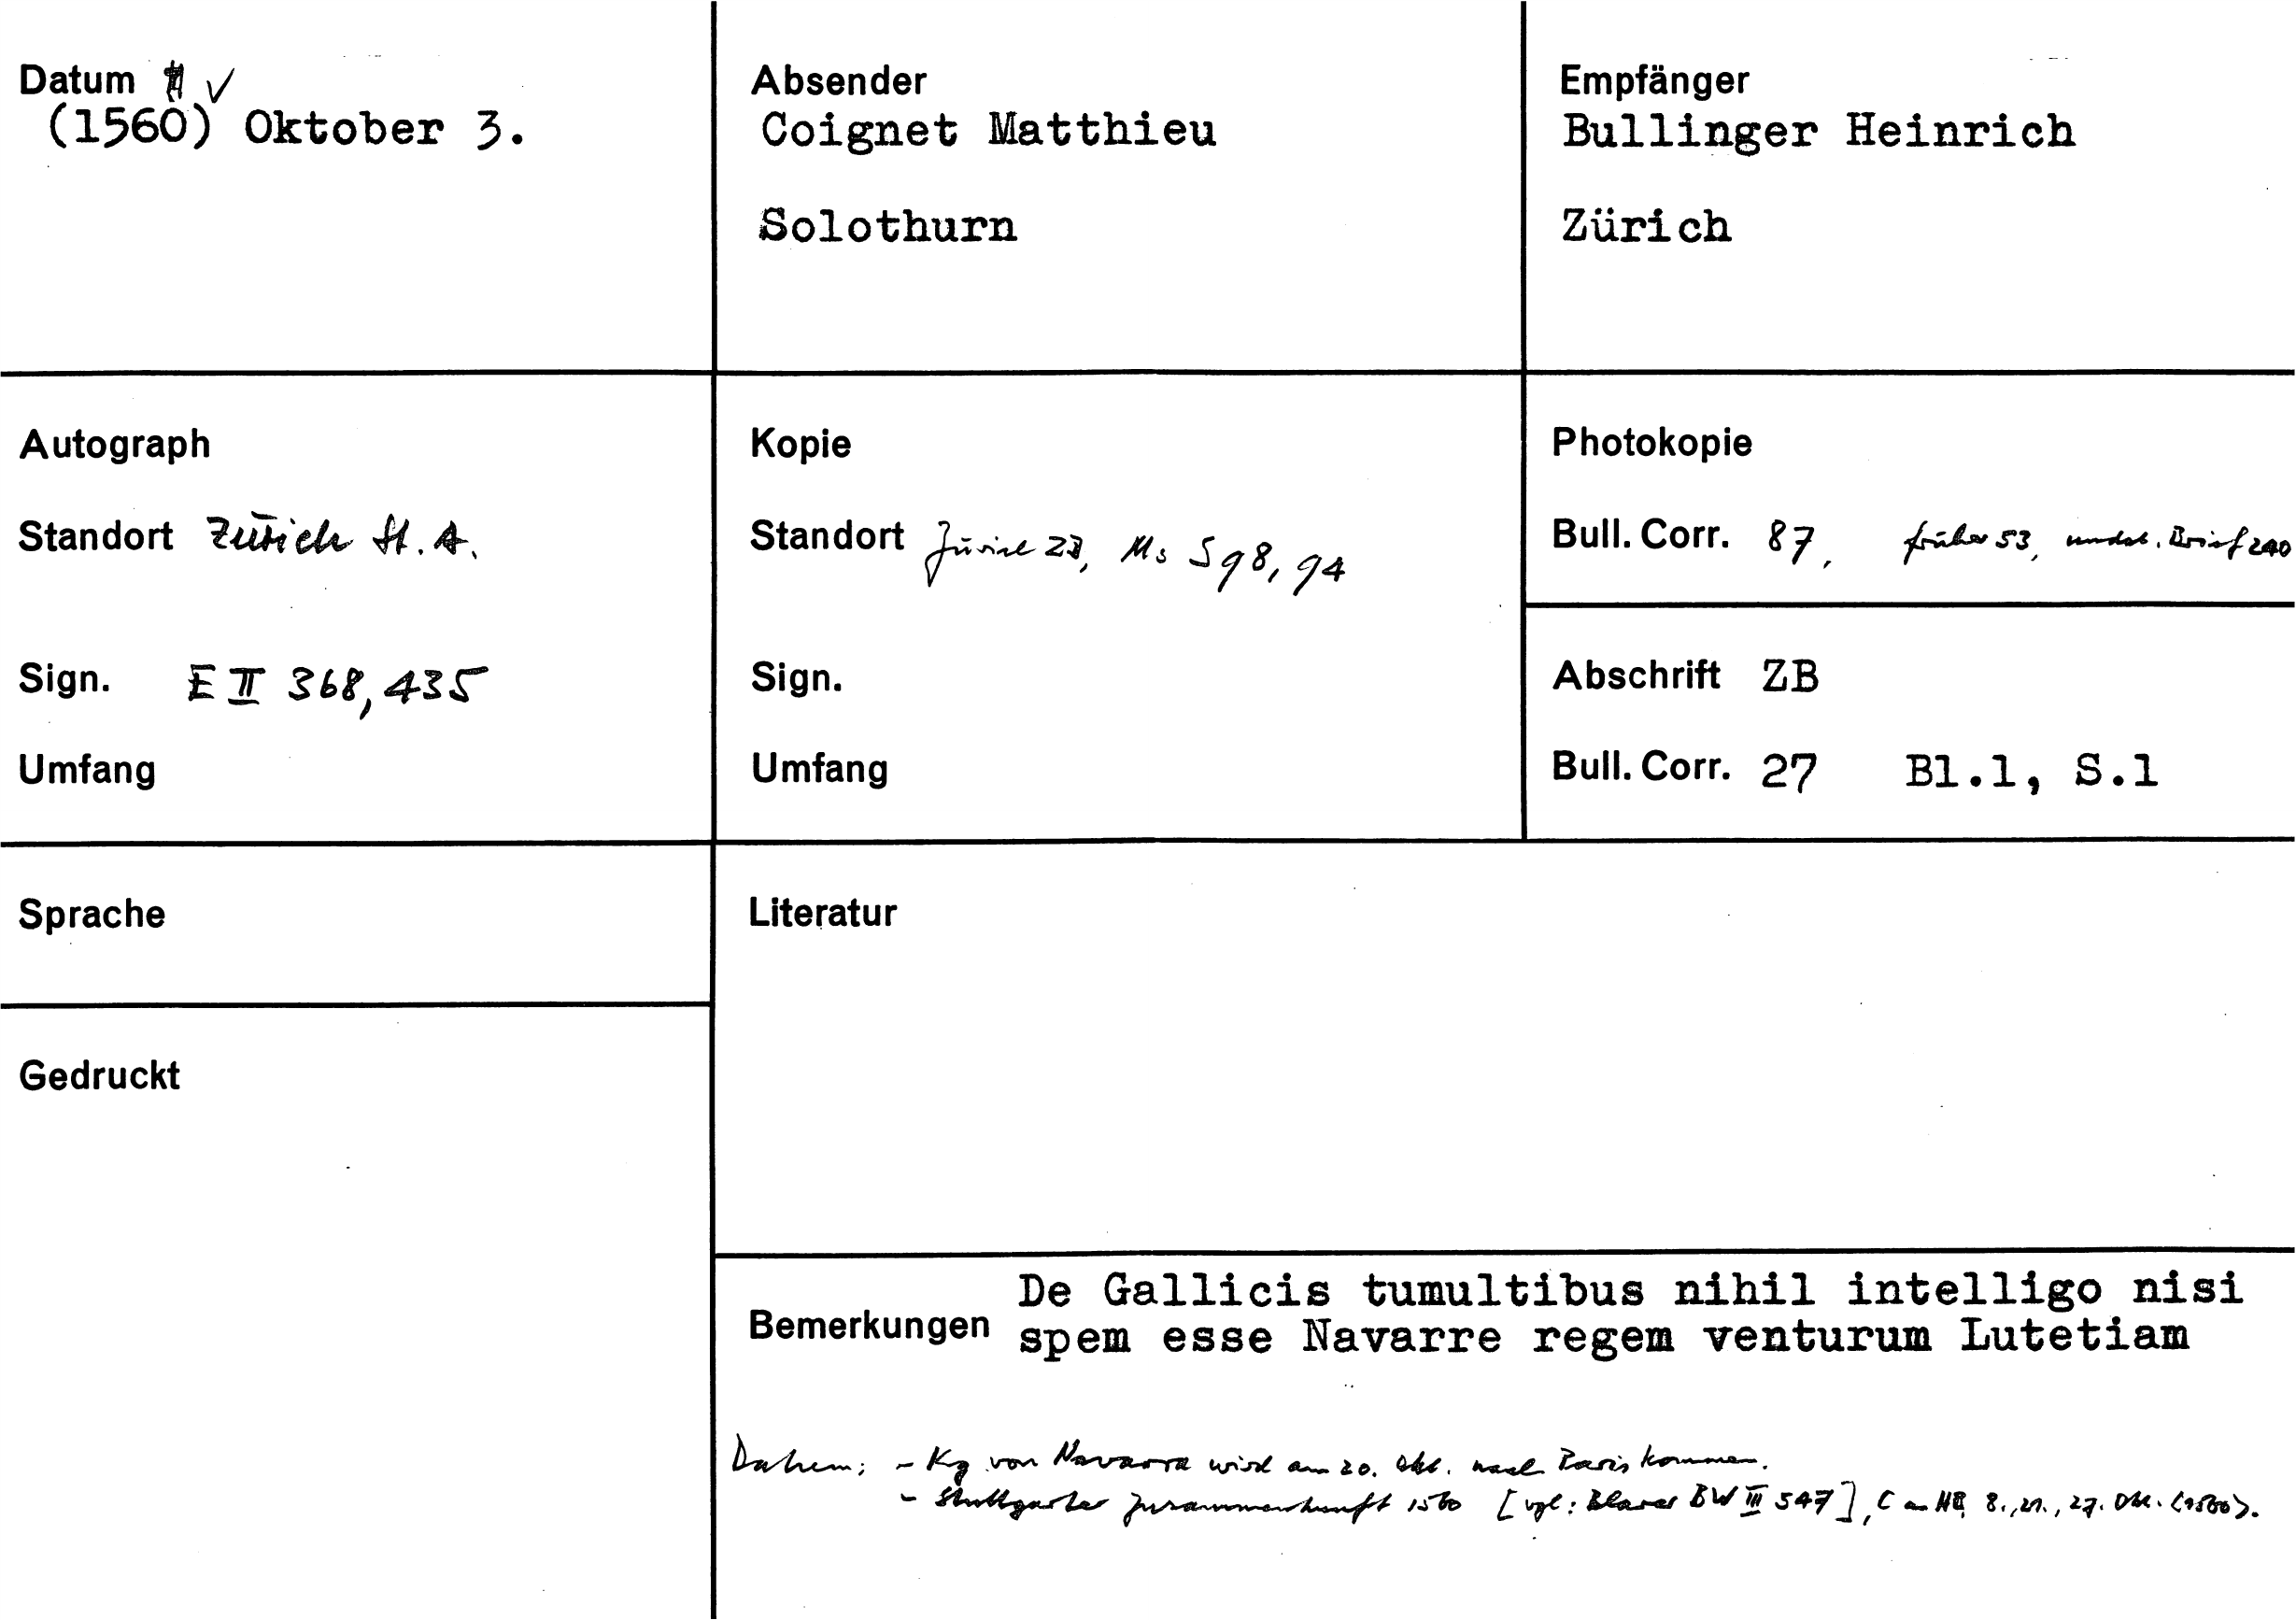 Datum ✓
(1560) Oktober 3.
Absender
Coignet Matthieu
Solothurn
Empfänger
Bullinger Heinrich
Zürich
Autograph
Standort Zürich St. A.
Sign. E II 368, 435
Umfang
Kopie
Standort Zürich ZB, Ms S 98, 94
Sign.
Umfang
Photokopie
Bull. Corr. 87, früher 53, undat. Brief 240
Abschrift ZB
Bull. Corr. 27 Bl.1, S.1
Sprache
Gedruckt
Literatur
Bemerkungen De Gallicis tumultibus nihil intelligo nisi
spem esse Navarre regem venturum Lutetiam
Datum: - Kg von Navarra wird am 20. Okt. nach Paris kommen.
- Stuttgarter Zusammenkunft 1560 [vgl: Blarer BW III 547], C an HB, 8., 21., 27. Okt. (1560).